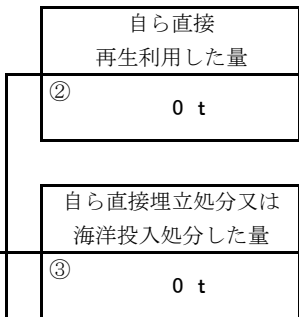 自ら直接
再生利用した量
②
0 t
自ら直接埋立処分又は
海洋投入処分した量
③
0 t